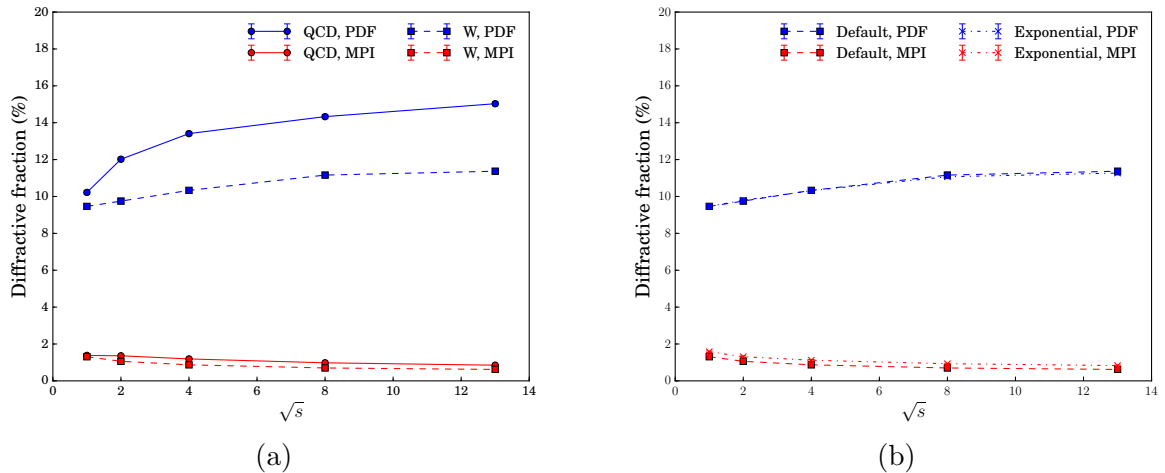 QCD, PDF
QCD, MPI
W, PDF
W, MPI
Diffractive fraction (%)
20
18
16
14
12
10
8
6
4
2
0
0 2 4 6 8 10 12 14
√s
(a)
Default, PDF
Default, MPI
Exponential, PDF
Exponential, MPI
Diffractive fraction (%)
20
18
16
14
12
10
8
6
4
2
0
0 2 4 6 8 10 12 14
√s
(b)